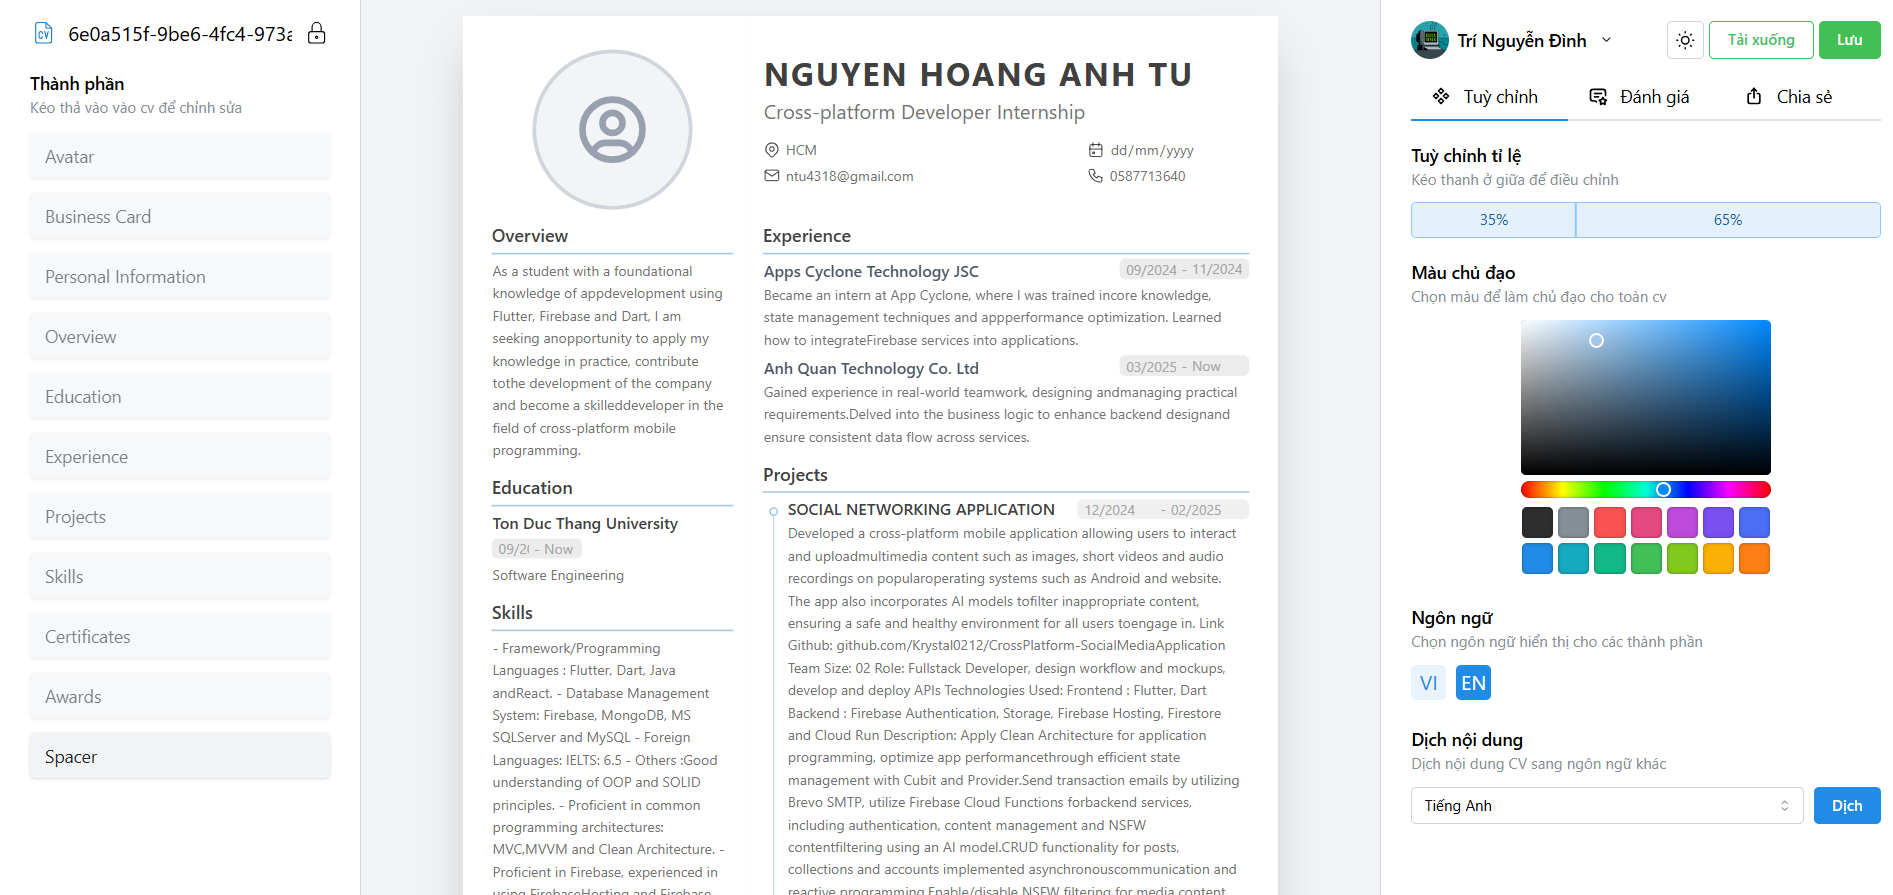 6e0a515f-9be6-4fc4-973a
Thành phần
Kéo thả vào vào cv để chỉnh sửa
Avatar
Business Card
Personal Information
Overview
Education
Experience
Projects
Skills
Certificates
Awards
Spacer
NGUYEN HOANG ANH TU
Cross-platform Developer Internship
HCM
dd/mm/yyyy
ntu4318@gmail.com
0587713640
Overview
As a student with a foundational
knowledge of appdevelopment using
Flutter, Firebase and Dart, I am
seeking anopportunity to apply my
knowledge in practice, contribute
tothe development of the company
and become a skilleddeveloper in the
field of cross-platform mobile
programming.
Education
Ton Duc Thang University
09/2 - Now
Software Engineering
Skills
- Framework/Programming
Languages : Flutter, Dart, Java
andReact. - Database Management
System: Firebase, MongoDB, MS
SQLServer and MySQL - Foreign
Languages: IELTS: 6.5 - Others :Good
understanding of OOP and SOLID
principles. - Proficient in common
programming architectures:
MVC,MVVM and Clean Architecture. -
Proficient in Firebase, experienced in
using FirebaseHosting and Firebase
Experience
Apps Cyclone Technology JSC
09/2024 - 11/2024
Became an intern at App Cyclone, where I was trained incore knowledge,
state management techniques and appperformance optimization. Learned
how to integrateFirebase services into applications.
Anh Quan Technology Co. Ltd
03/2025 - Now
Gained experience in real-world teamwork, designing andmanaging practical
requirements.Delved into the business logic to enhance backend designand
ensure consistent data flow across services.
Projects
SOCIAL NETWORKING APPLICATION
12/2024 - 02/2025
Developed a cross-platform mobile application allowing users to interact
and uploadmultimedia content such as images, short videos and audio
recordings on popularoperating systems such as Android and website.
The app also incorporates AI models tofilter inappropriate content,
ensuring a safe and healthy environment for all users toengage in. Link
Github: github.com/Krystal0212/CrossPlatform-SocialMediaApplication
Team Size: 02 Role: Fullstack Developer, design workflow and mockups,
develop and deploy APIs Technologies Used: Frontend : Flutter, Dart
Backend : Firebase Authentication, Storage, Firebase Hosting, Firestore
and Cloud Run Description: Apply Clean Architecture for application
programming, optimize app performancethrough efficient state
management with Cubit and Provider.Send transaction emails by utilizing
Brevo SMTP, utilize Firebase Cloud Functions forbackend services,
including authentication, content management and NSFW
contentfiltering using an AI model.CRUD functionality for posts,
collections and accounts implemented asynchronouscommunication and
reactive programming.Enable/disable NSFW filtering for media content
Trí Nguyễn Đình
Tải xuống
Lưu
Tuỳ chỉnh
Đánh giá
Chia sẻ
Tuỳ chỉnh tỉ lệ
Kéo thanh ở giữa để điều chỉnh
35%
65%
Màu chủ đạo
Chọn màu để làm chủ đạo cho toàn cv
Ngôn ngữ
Chọn ngôn ngữ hiển thị cho các thành phần
VI
EN
Dịch nội dung
Dịch nội dung CV sang ngôn ngữ khác
Tiếng Anh
Dịch